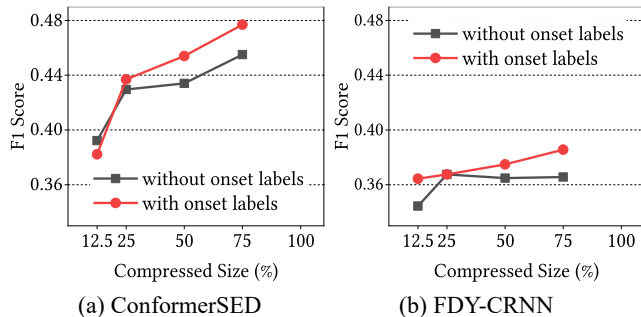 0.48
0.44
0.40
0.36
F1 Score
without onset labels
with onset labels
12.5 25 50 75 100
Compressed Size (%)
(a) ConformerSED
0.48
0.44
0.40
0.36
F1 Score
without onset labels
with onset labels
12.5 25 50 75 100
Compressed Size (%)
(b) FDY-CRNN